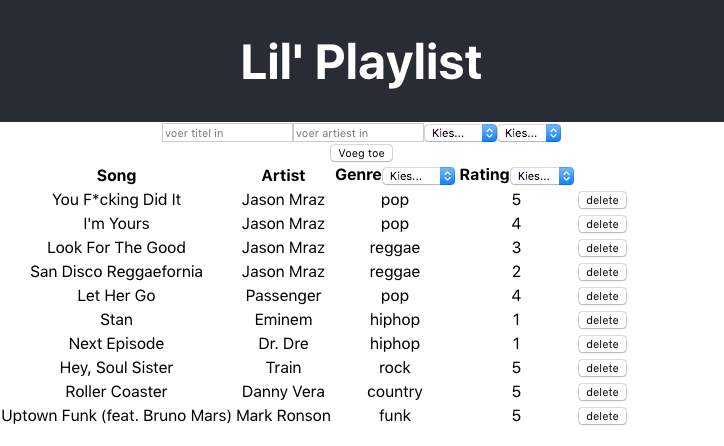 Lil' Playlist
voer titel in voer artiest in Kies... Kies...
Voeg toe
Song Artist Genre Kies... Rating Kies...
You F*cking Did It Jason Mraz pop 5 delete
I'm Yours Jason Mraz pop 4 delete
Look For The Good Jason Mraz reggae 3 delete
San Disco Reggaefornia Jason Mraz reggae 2 delete
Let Her Go Passenger pop 4 delete
Stan Eminem hiphop 1 delete
Next Episode Dr. Dre hiphop 1 delete
Hey, Soul Sister Train rock 5 delete
Roller Coaster Danny Vera country 5 delete
Uptown Funk (feat. Bruno Mars) Mark Ronson funk 5 delete